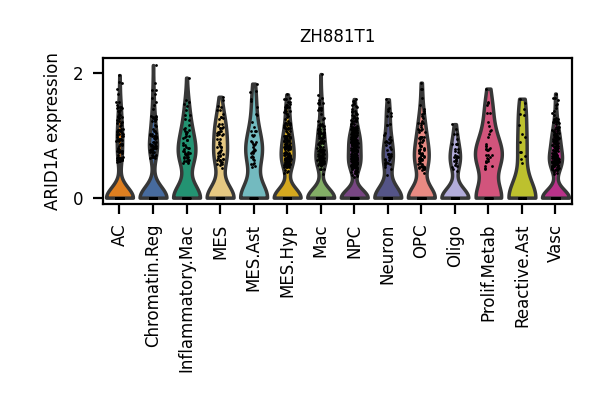 ZH881T1
ARID1A expression
2
0
AC
Chromatin.Reg
Inflammatory.Mac
MES
MES.Ast
MES.Hyp
Mac
NPC
Neuron
OPC
Oligo
Prolif.Metab
Reactive.Ast
Vasc